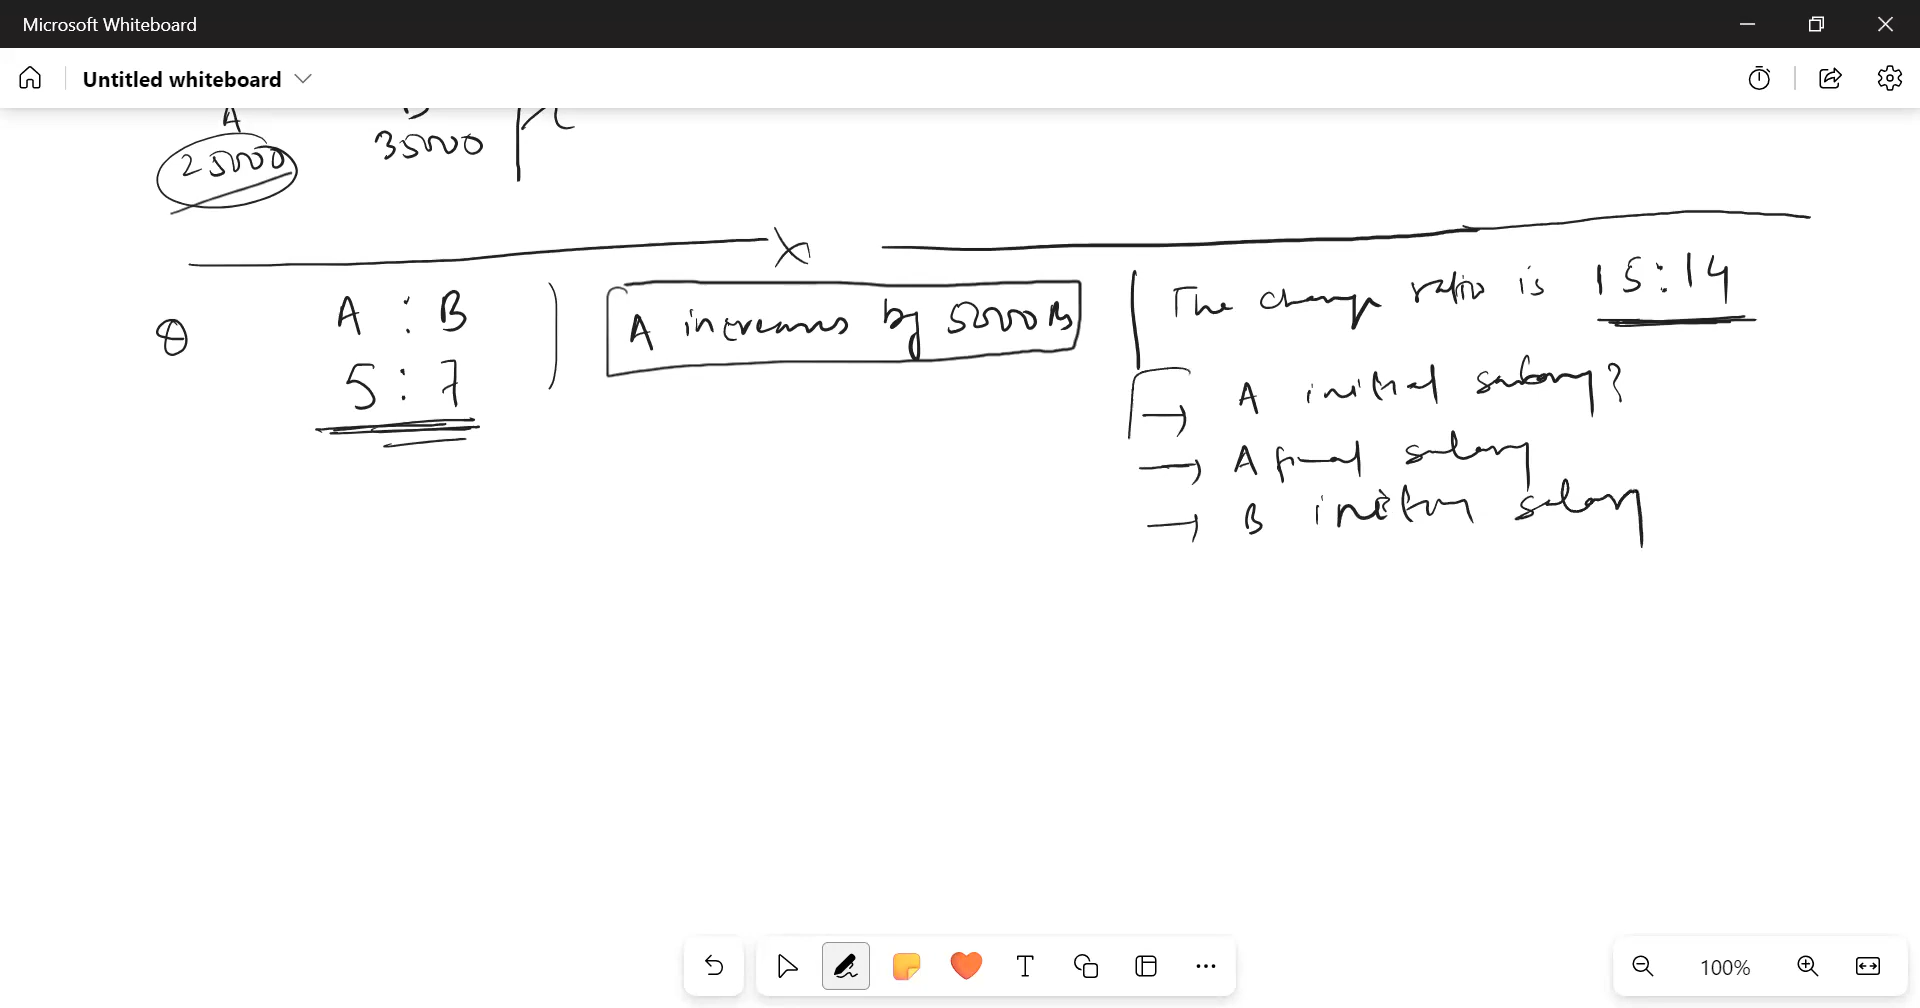 Microsoft Whiteboard
Untitled whiteboard
A
25000 35000
A : B
5 : 7
A increases by 5000 Rs
The change ratio is 15:14
→ A initial salary?
→ A final salary
→ B initial salary
T
100%